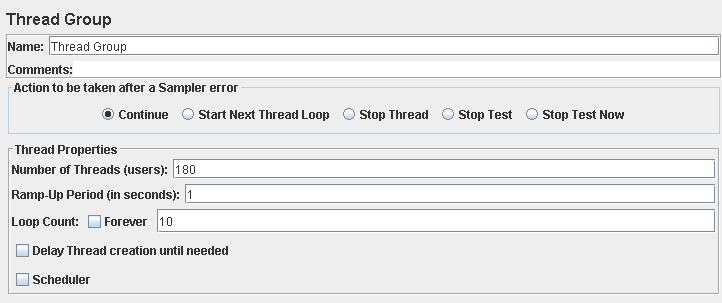 Thread Group
Name: Thread Group
Comments:
Action to be taken after a Sampler error
Continue Start Next Thread Loop Stop Thread Stop Test Stop Test Now
Thread Properties
Number of Threads (users): 180
Ramp-Up Period (in seconds): 1
Loop Count: Forever 10
Delay Thread creation until needed
Scheduler